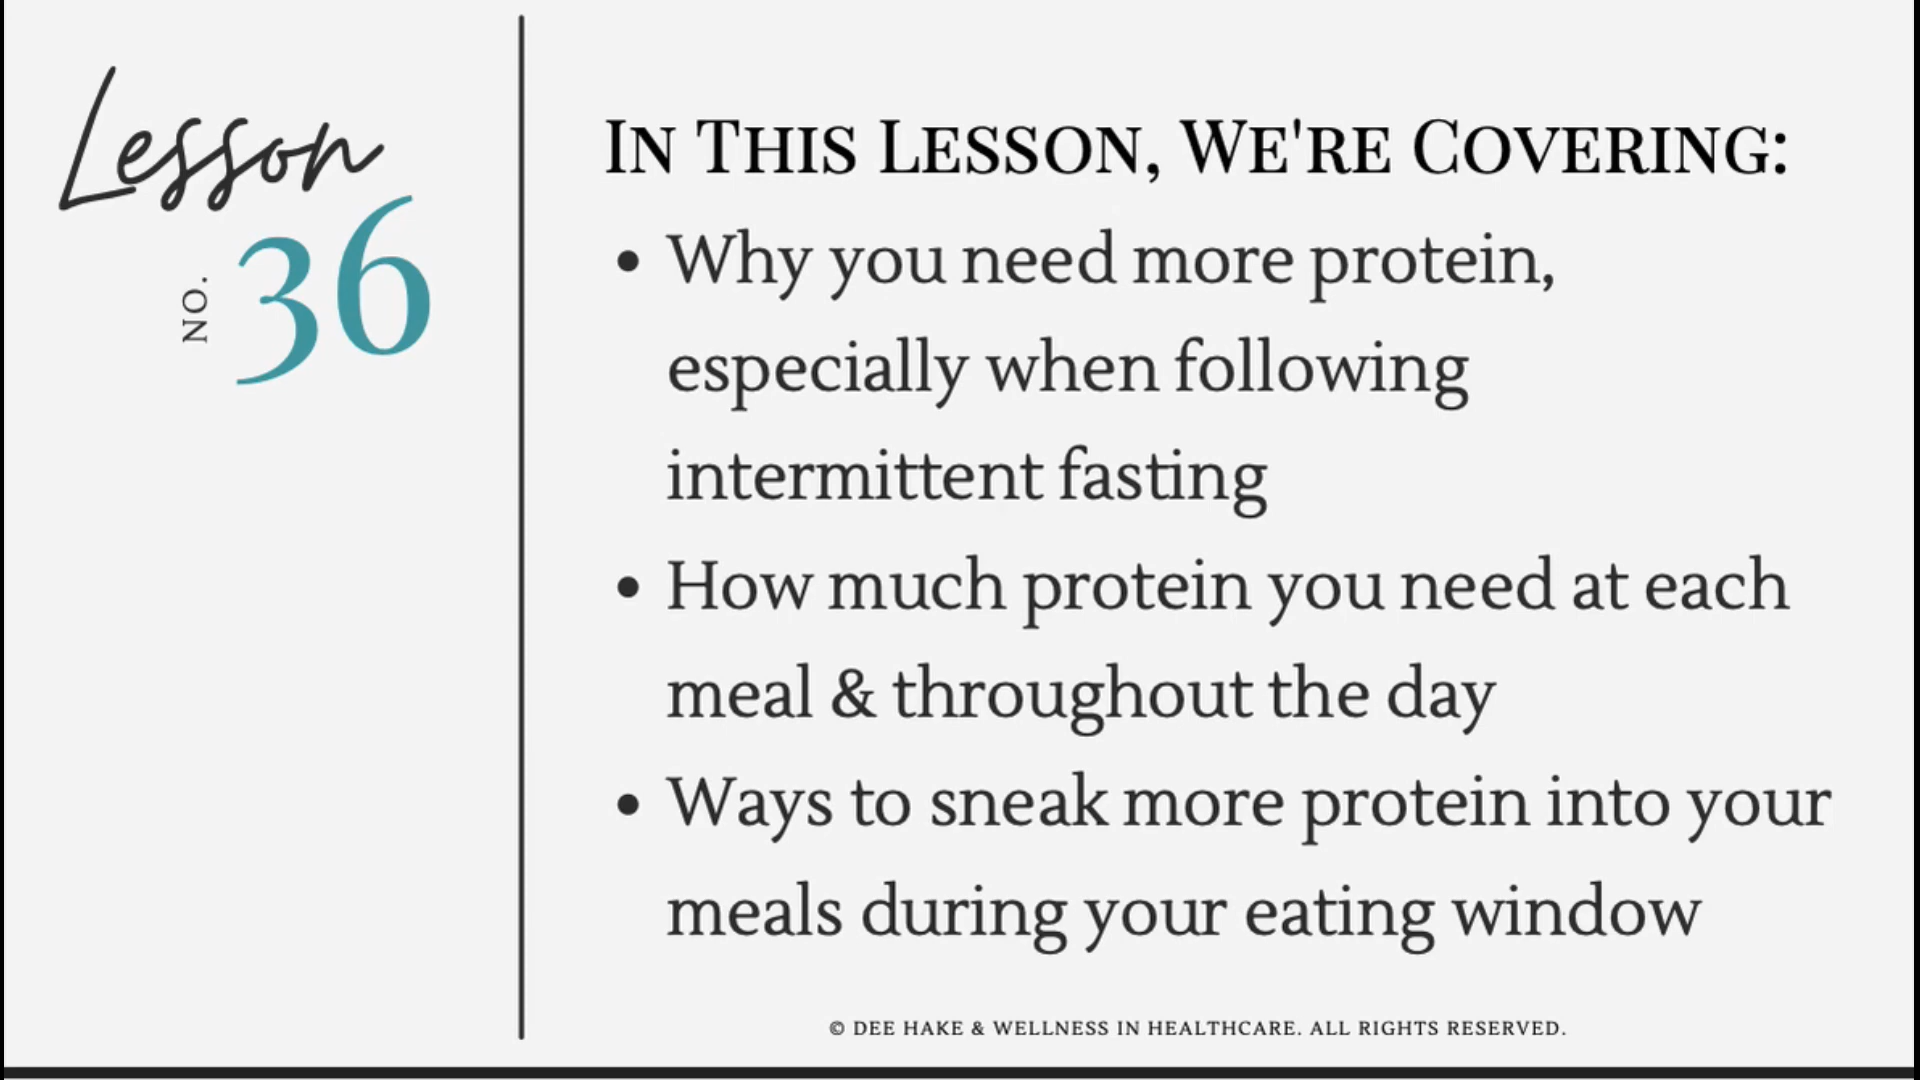 Lesson
NO. 36
IN THIS LESSON, WE'RE COVERING:
• Why you need more protein,
especially when following
intermittent fasting
• How much protein you need at each
meal & throughout the day
• Ways to sneak more protein into your
meals during your eating window
© DEE HAKE & WELLNESS IN HEALTHCARE. ALL RIGHTS RESERVED.